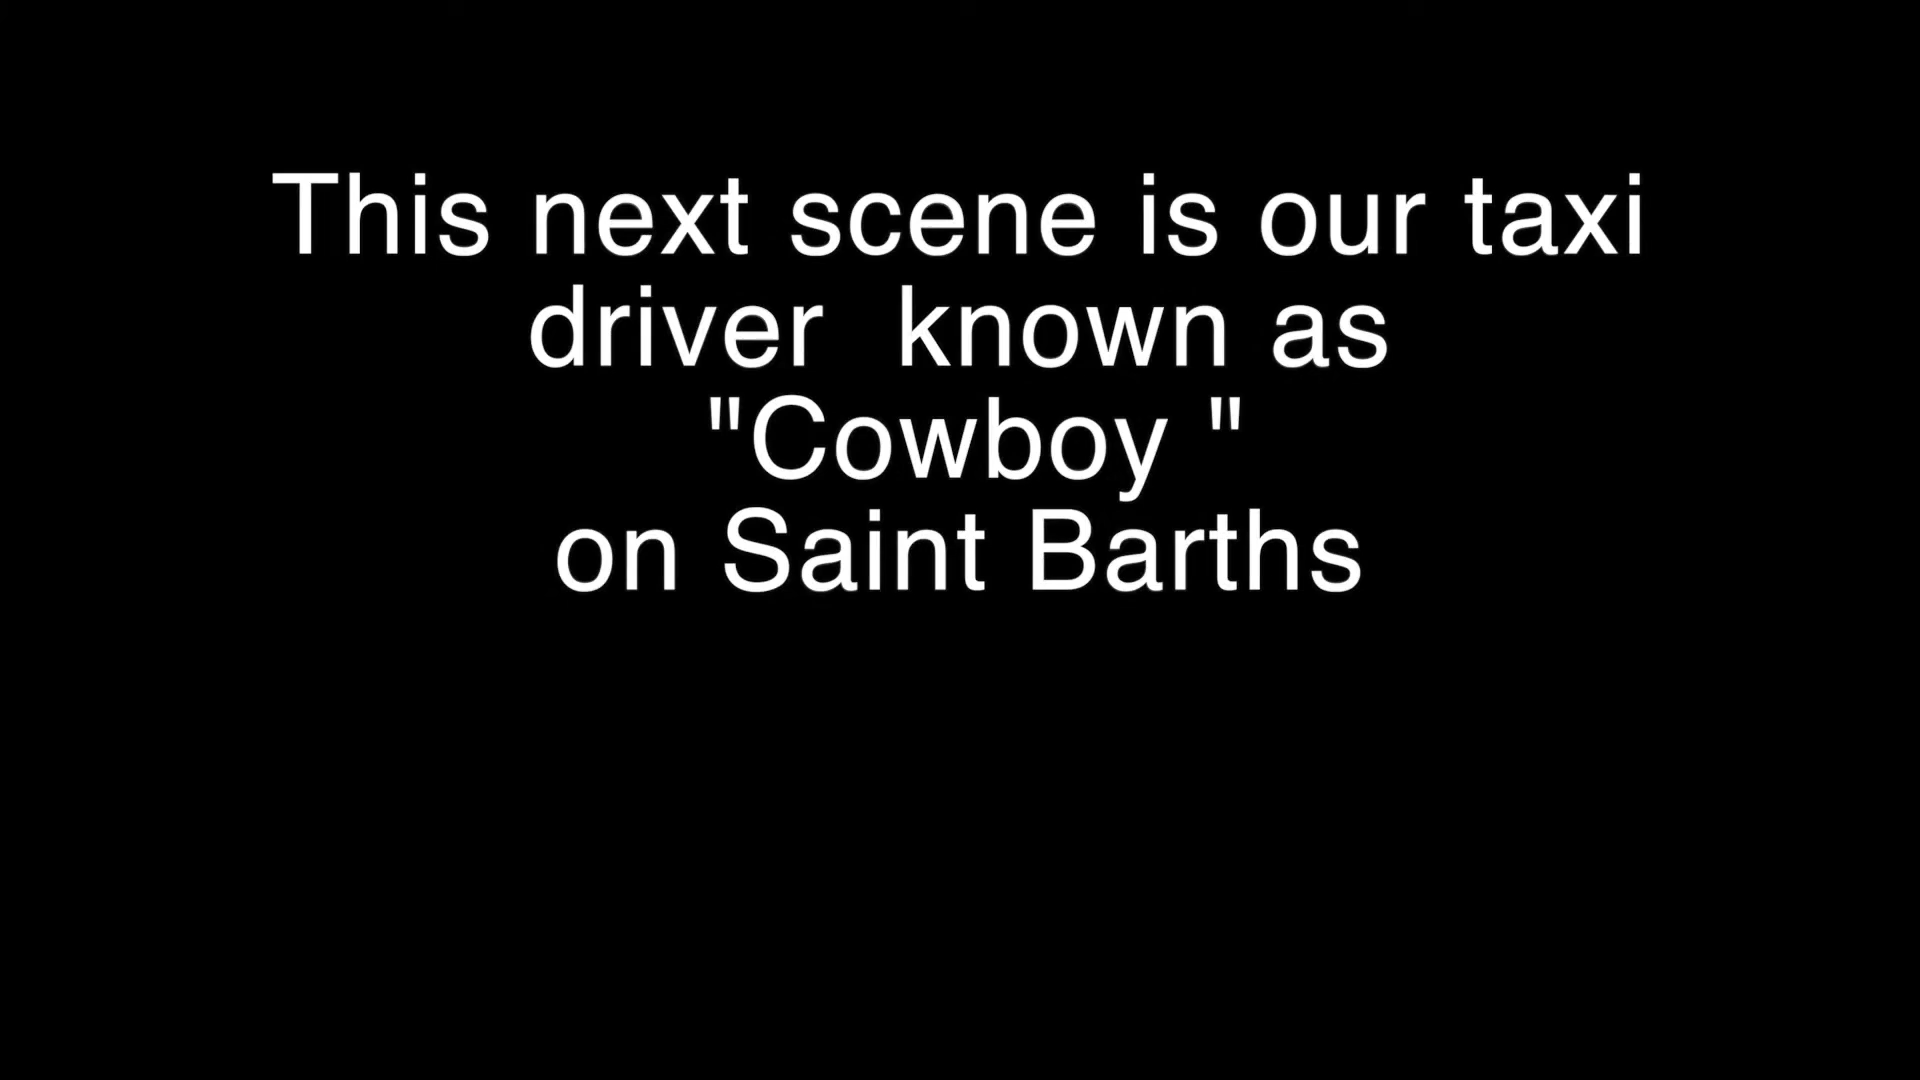 This next scene is our taxi
driver  known as
"Cowboy "
on Saint Barths